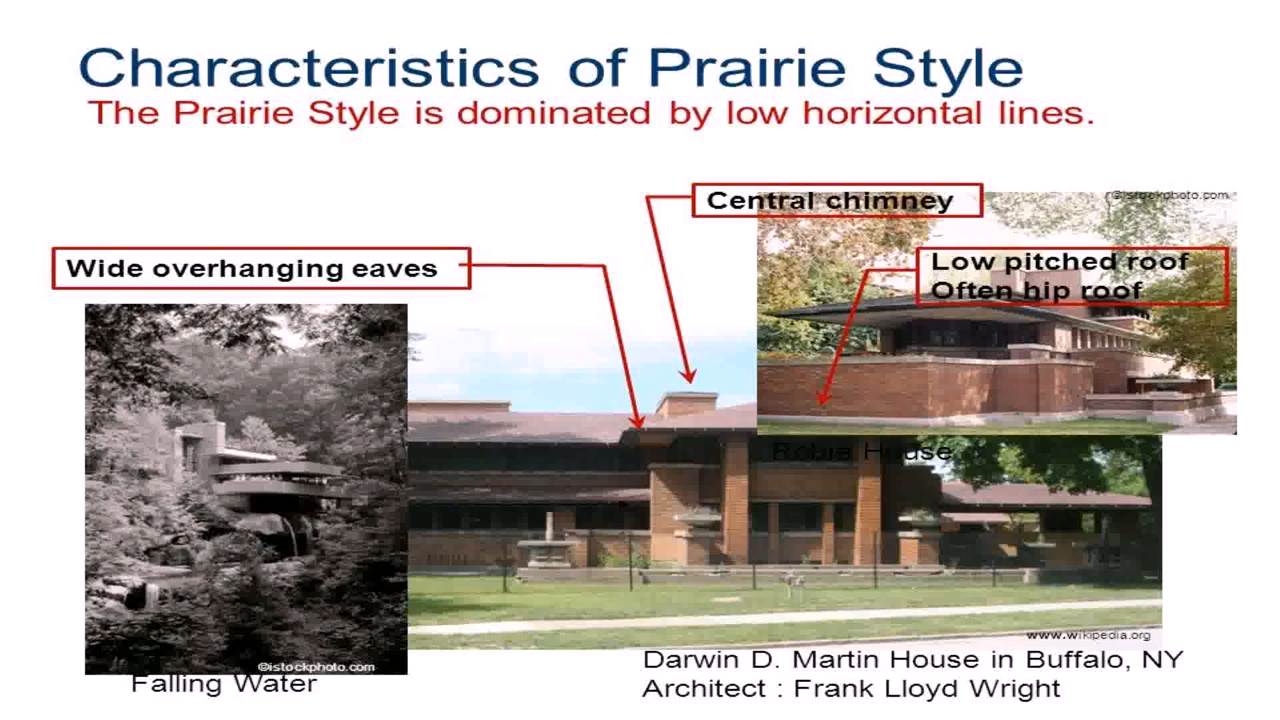 Characteristics of Prairie Style
The Prairie Style is dominated by low horizontal lines.
Central chimney
©istockphoto.com
Wide overhanging eaves
Low pitched roof
Often hip roof
Robie House
www.wikipedia.org
©istockphoto.com
Falling Water
Darwin D. Martin House in Buffalo, NY
Architect : Frank Lloyd Wright